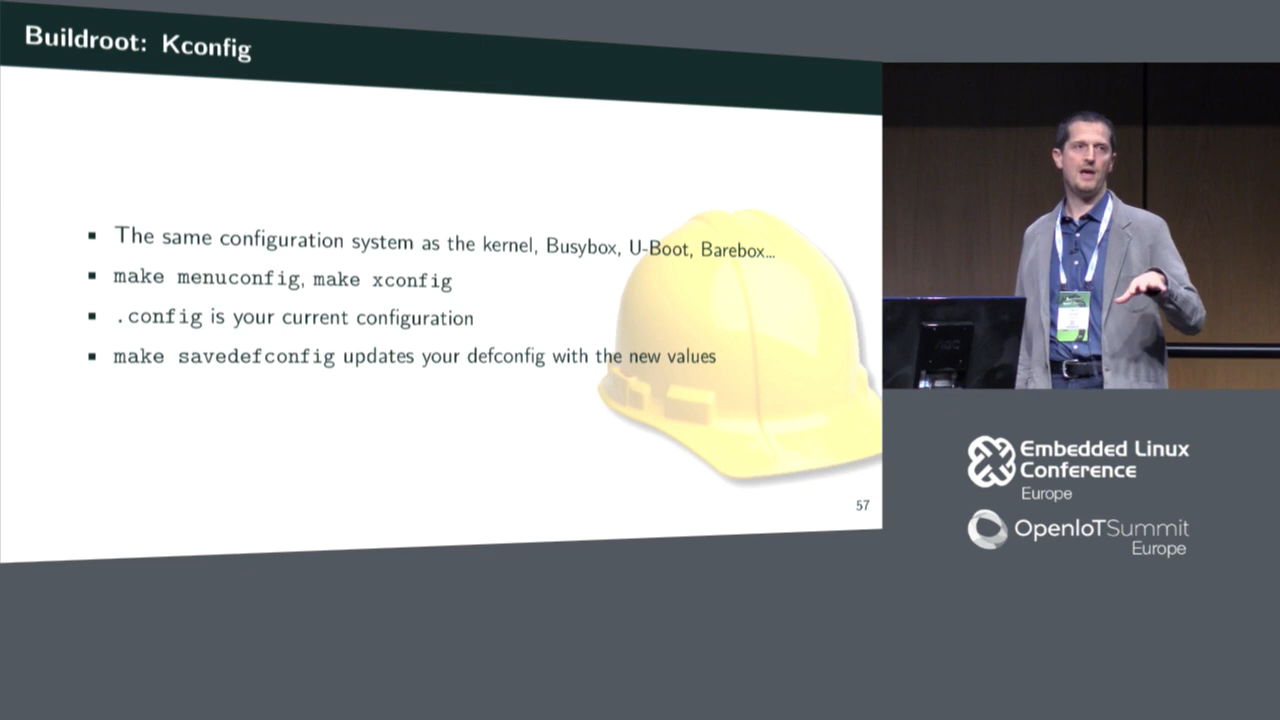 Buildroot: Kconfig
▪ The same configuration system as the kernel, Busybox, U-Boot, Barebox...
▪ make menuconfig, make xconfig
▪ .config is your current configuration
▪ make savedefconfig updates your defconfig with the new values
57
AOC
Embedded Linux
Conference
Europe
OpenIoTSummit
Europe